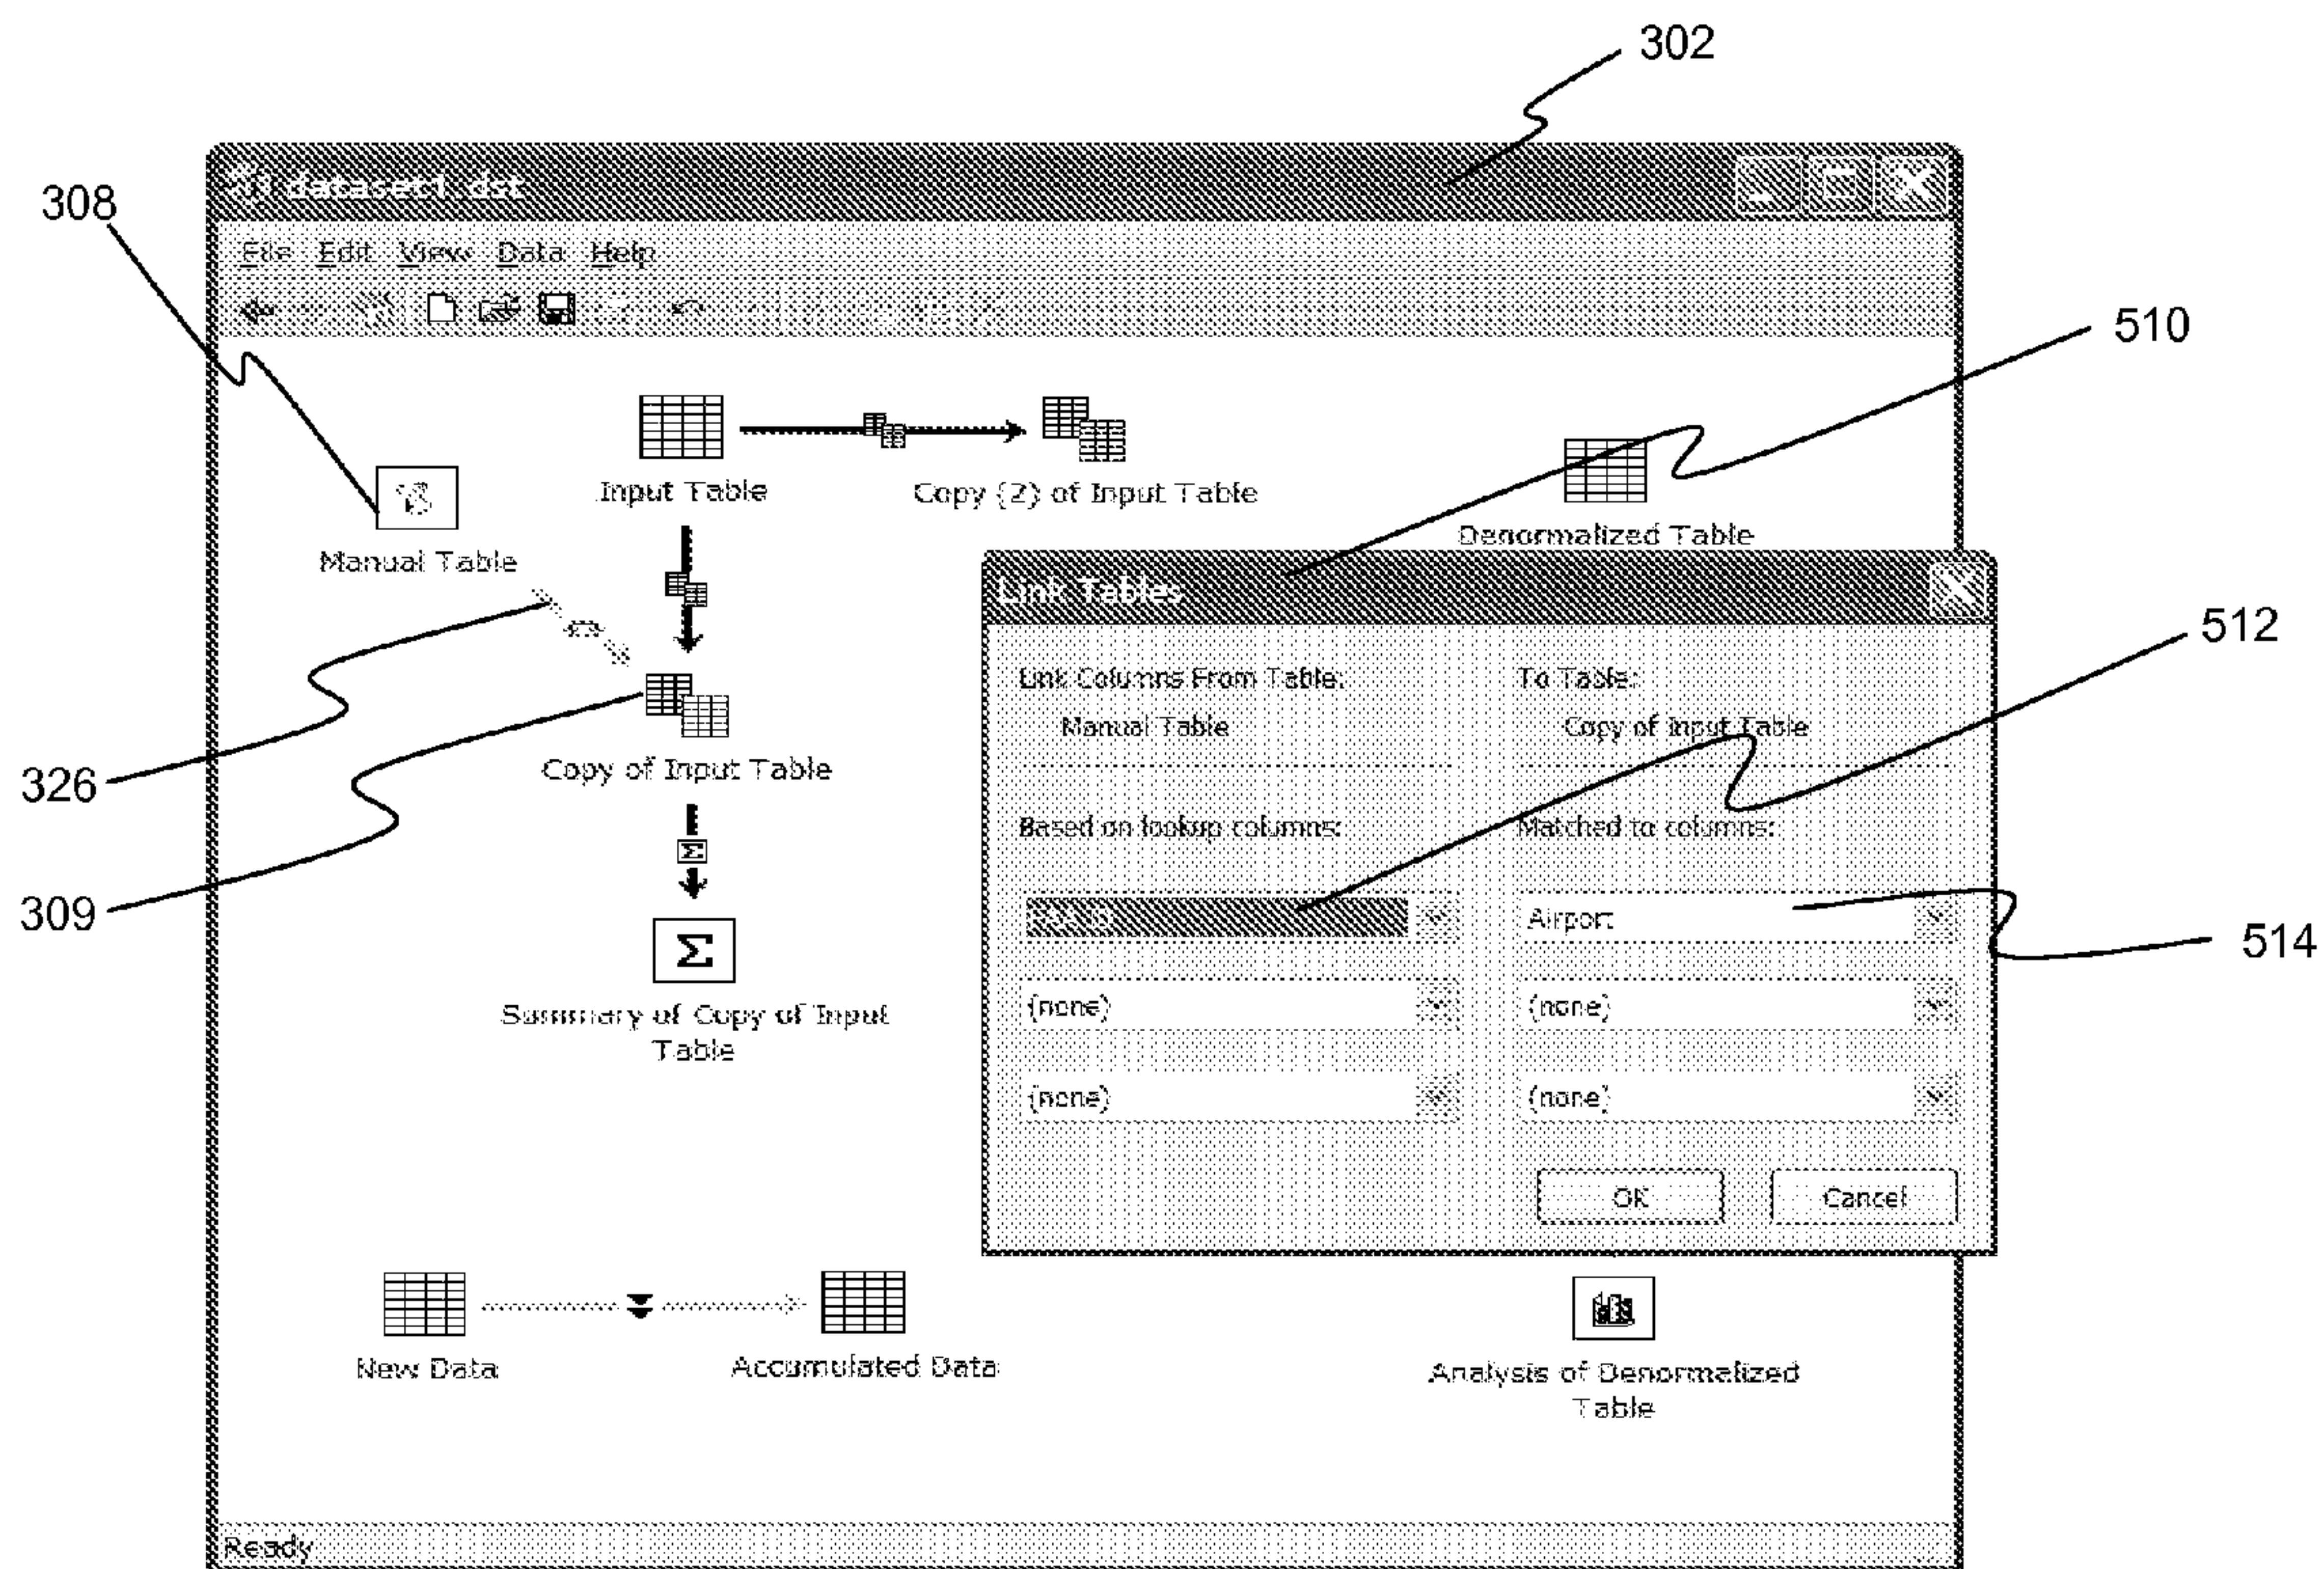 302
dataset1.dst
308
File Edit View Data Help
510
Input Table
Copy (2) of Input Table
Manual Table
Denormalized Table
Link Tables
512
Link Columns From Table:
To Table:
Manual Table
Copy of Input Table
326
Copy of Input Table
Based on lookup columns:
Matched to columns:
309
Airport
514
Σ
Σ
(none)
(none)
Summary of Copy of Input
Table
(none)
(none)
OK
Cancel
New Data
Accumulated Data
Analysis of Denormalized
Table
Ready